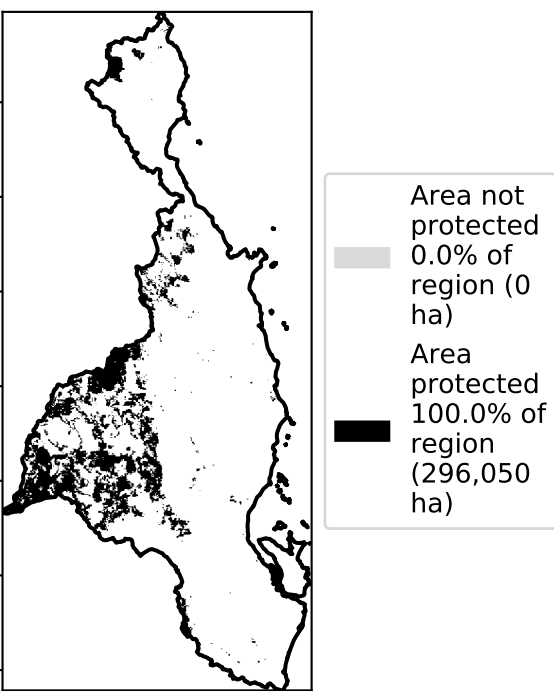 Area not
protected
0.0% of
region (0
ha)
Area
protected
100.0% of
region
(296,050
ha)